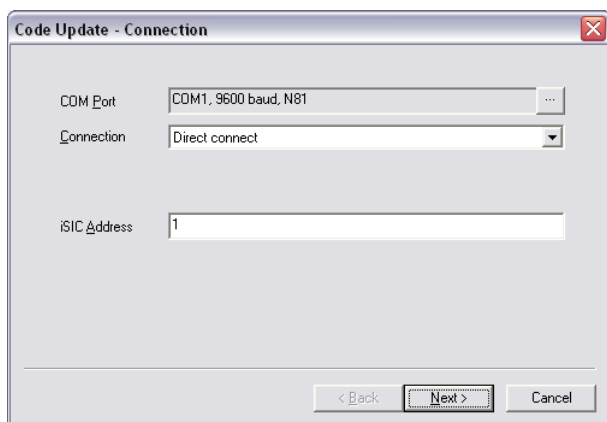 Code Update - Connection
COM Port COM1, 9600 baud, N81 ...
Connection Direct connect
iSIC Address 1
< Back Next > Cancel